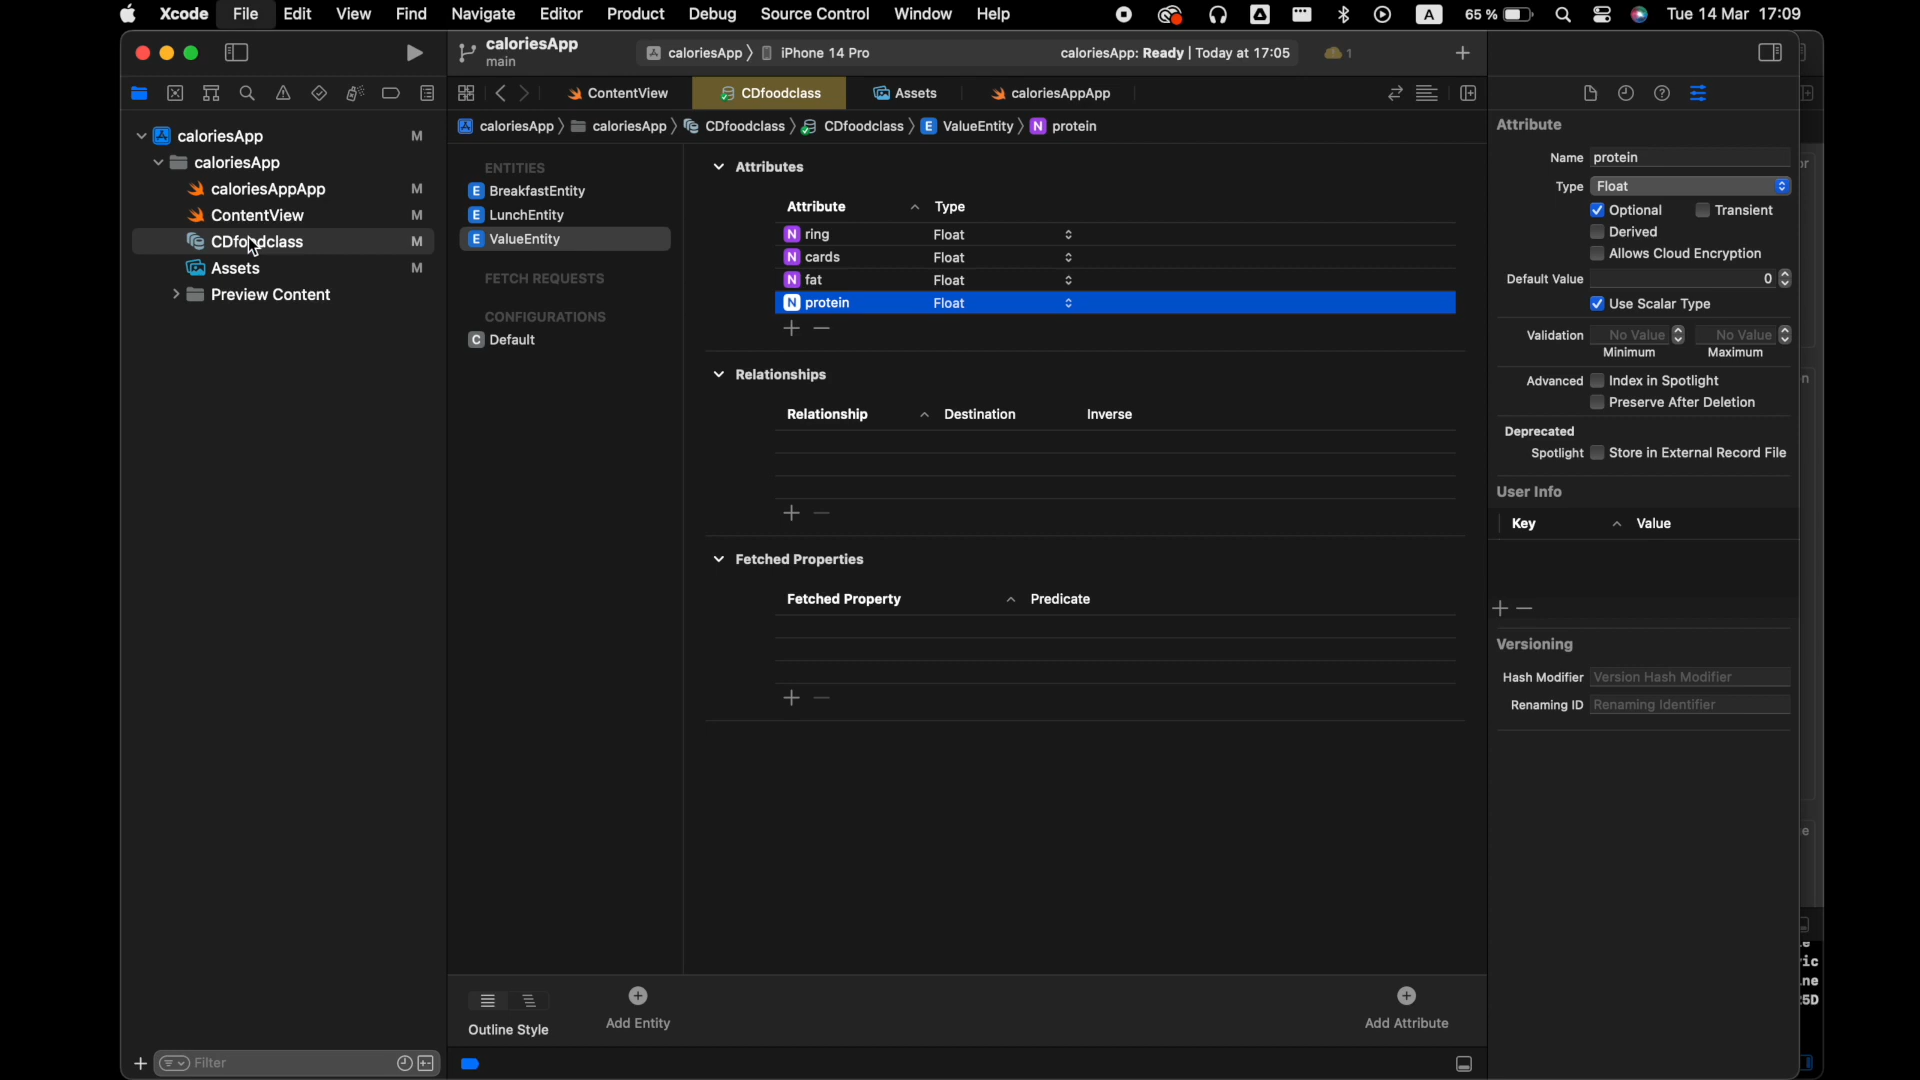 Xcode File Edit View Find Navigate Editor Product Debug Source Control Window Help A 65 % Tue 14 Mar 17:09
caloriesApp
main
caloriesApp iPhone 14 Pro caloriesApp: Ready | Today at 17:05 1
ContentView CDfoodclass Assets caloriesAppApp
caloriesApp caloriesApp CDfoodclass CDfoodclass E ValueEntity N protein
caloriesApp M
caloriesApp
caloriesAppApp M
ContentView M
CDfoodclass M
Assets M
Preview Content
ENTITIES
E BreakfastEntity
E LunchEntity
E ValueEntity
FETCH REQUESTS
CONFIGURATIONS
C Default
Attributes
Attribute Type
N ring Float
N cards Float
N fat Float
N protein Float
Relationships
Relationship Destination Inverse
Fetched Properties
Fetched Property Predicate
Attribute
Name protein
Type Float
Optional Transient
Derived
Allows Cloud Encryption
Default Value 0
Use Scalar Type
Validation No Value No Value
Minimum Maximum
Advanced Index in Spotlight
Preserve After Deletion
Deprecated
Spotlight Store in External Record File
User Info
Key Value
Versioning
Hash Modifier Version Hash Modifier
Renaming ID Renaming Identifier
Outline Style Add Entity Add Attribute
Filter